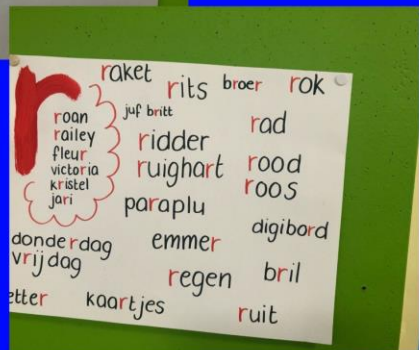 r
raket rits broer rok
juf britt
roan
railey
fleur
victoria
kristel
jari
ridder rad
ruighart rood
roos
paraplu
digibord
donderdag emmer
vrijdag
regen bril
etter kaartjes ruit